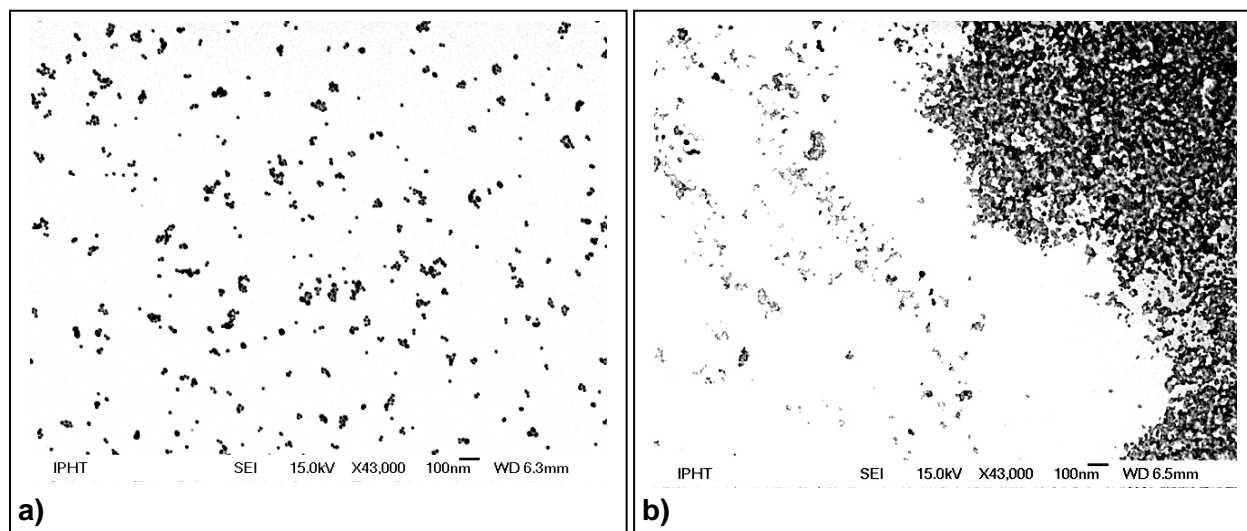 IPHT SEI 15.0kV X43,000 100nm WD 6.3mm
a)
IPHT SEI 15.0kV X43,000 100nm WD 6.5mm
b)